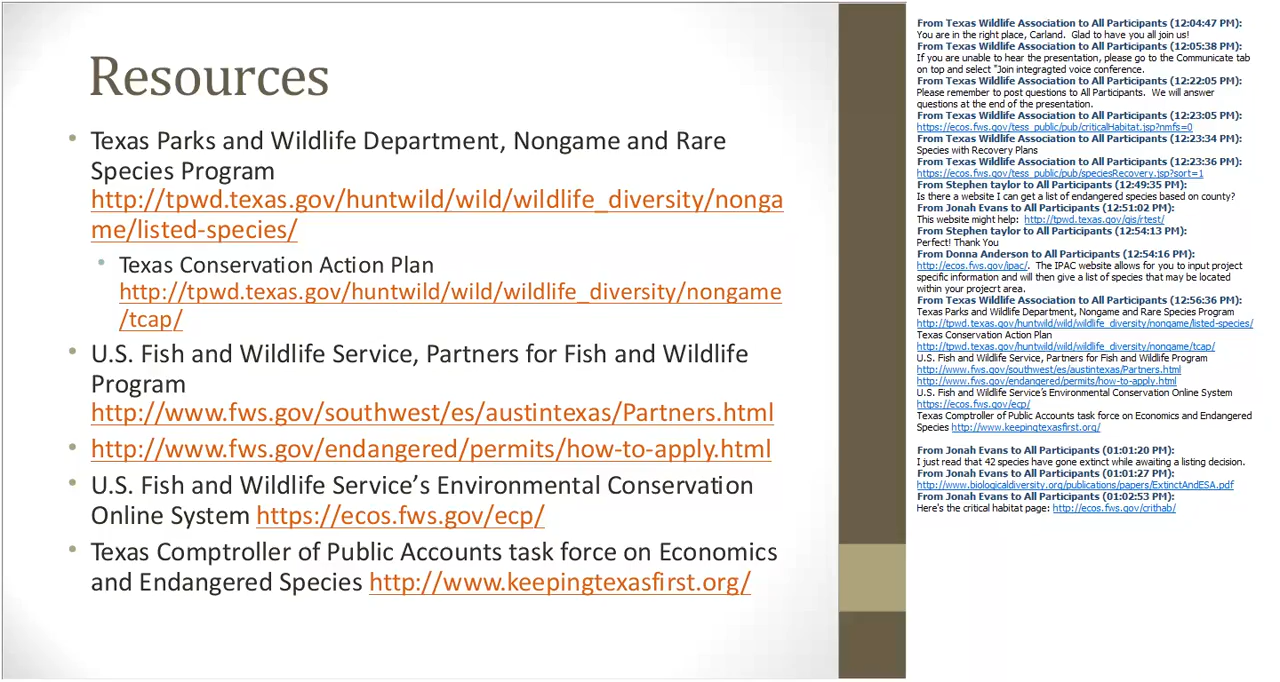 Resources
• Texas Parks and Wildlife Department, Nongame and Rare
Species Program
http://tpwd.texas.gov/huntwild/wild/wildlife_diversity/nonga
me/listed-species/
• Texas Conservation Action Plan
http://tpwd.texas.gov/huntwild/wild/wildlife_diversity/nongame
/tcap/
• U.S. Fish and Wildlife Service, Partners for Fish and Wildlife
Program
http://www.fws.gov/southwest/es/austintexas/Partners.html
• http://www.fws.gov/endangered/permits/how-to-apply.html
• U.S. Fish and Wildlife Service's Environmental Conservation
Online System https://ecos.fws.gov/ecp/
• Texas Comptroller of Public Accounts task force on Economics
and Endangered Species http://www.keepingtexasfirst.org/
From Texas Wildlife Association to All Participants (12:04:47 PM):
You are in the right place, Carland. Glad to have you all join us!
From Texas Wildlife Association to All Participants (12:05:38 PM):
If you are unable to hear the presentation, please go to the Communicate tab
on top and select "Join integragted voice conference.
From Texas Wildlife Association to All Participants (12:22:05 PM):
Please remember to post questions to All Participants. We will answer
questions at the end of the presentation.
From Texas Wildlife Association to All Participants (12:23:05 PM):
https://ecos.fws.gov/tess_public/pub/criticalHabitat.jsp?nmfs=0
From Texas Wildlife Association to All Participants (12:23:34 PM):
Species with Recovery Plans
From Texas Wildlife Association to All Participants (12:23:36 PM):
https://ecos.fws.gov/tess_public/pub/speciesRecovery.jsp?sort=1
From Stephen taylor to All Participants (12:49:35 PM):
Is there a website I can get a list of endangered species based on county?
From Jonah Evans to All Participants (12:51:02 PM):
This website might help: http://tpwd.texas.gov/gis/rtest/
From Stephen taylor to All Participants (12:54:13 PM):
Perfect! Thank You
From Donna Anderson to All Participants (12:54:16 PM):
http://ecos.fws.gov/ipac/. The IPAC website allows for you to input project
specific information and will then give a list of species that may be located
within your projecrt area.
From Texas Wildlife Association to All Participants (12:56:36 PM):
Texas Parks and Wildlife Department, Nongame and Rare Species Program
http://tpwd.texas.gov/huntwild/wild/wildlife_diversity/nongame/listed-species/
Texas Conservation Action Plan
http://tpwd.texas.gov/huntwild/wild/wildlife_diversity/nongame/tcap/
U.S. Fish and Wildlife Service, Partners for Fish and Wildlife Program
http://www.fws.gov/southwest/es/austintexas/Partners.html
http://www.fws.gov/endangered/permits/how-to-apply.html
U.S. Fish and Wildlife Service's Environmental Conservation Online System
https://ecos.fws.gov/ecp/
Texas Comptroller of Public Accounts task force on Economics and Endangered
Species http://www.keepingtexasfirst.org/
From Jonah Evans to All Participants (01:01:20 PM):
I just read that 42 species have gone extinct while awaiting a listing decision.
From Jonah Evans to All Participants (01:01:27 PM):
http://www.biologicaldiversity.org/publications/papers/ExtinctAndESA.pdf
From Jonah Evans to All Participants (01:02:53 PM):
Here's the critical habitat page: http://ecos.fws.gov/crithab/